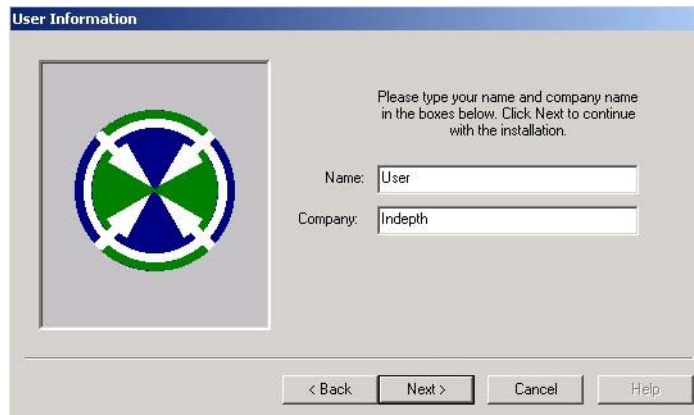 User Information
Please type your name and company name
in the boxes below. Click Next to continue
with the installation.
Name: User
Company: Indepth
< Back Next > Cancel Help